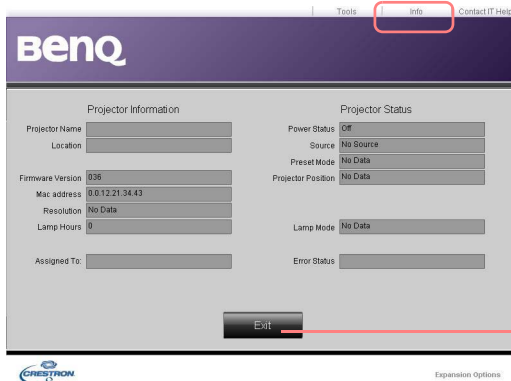 Tools Info Contact IT Help
BenQ
Projector Information
Projector Name
Location
Firmware Version 036
Mac address 0.0.12.21.34.43
Resolution No Data
Lamp Hours 0
Assigned To:
Projector Status
Power Status Off
Source No Source
Preset Mode No Data
Projector Position No Data
Lamp Mode No Data
Error Status
Exit
CRESTRON Expansion Options